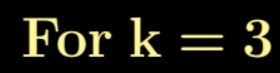 For k = 3